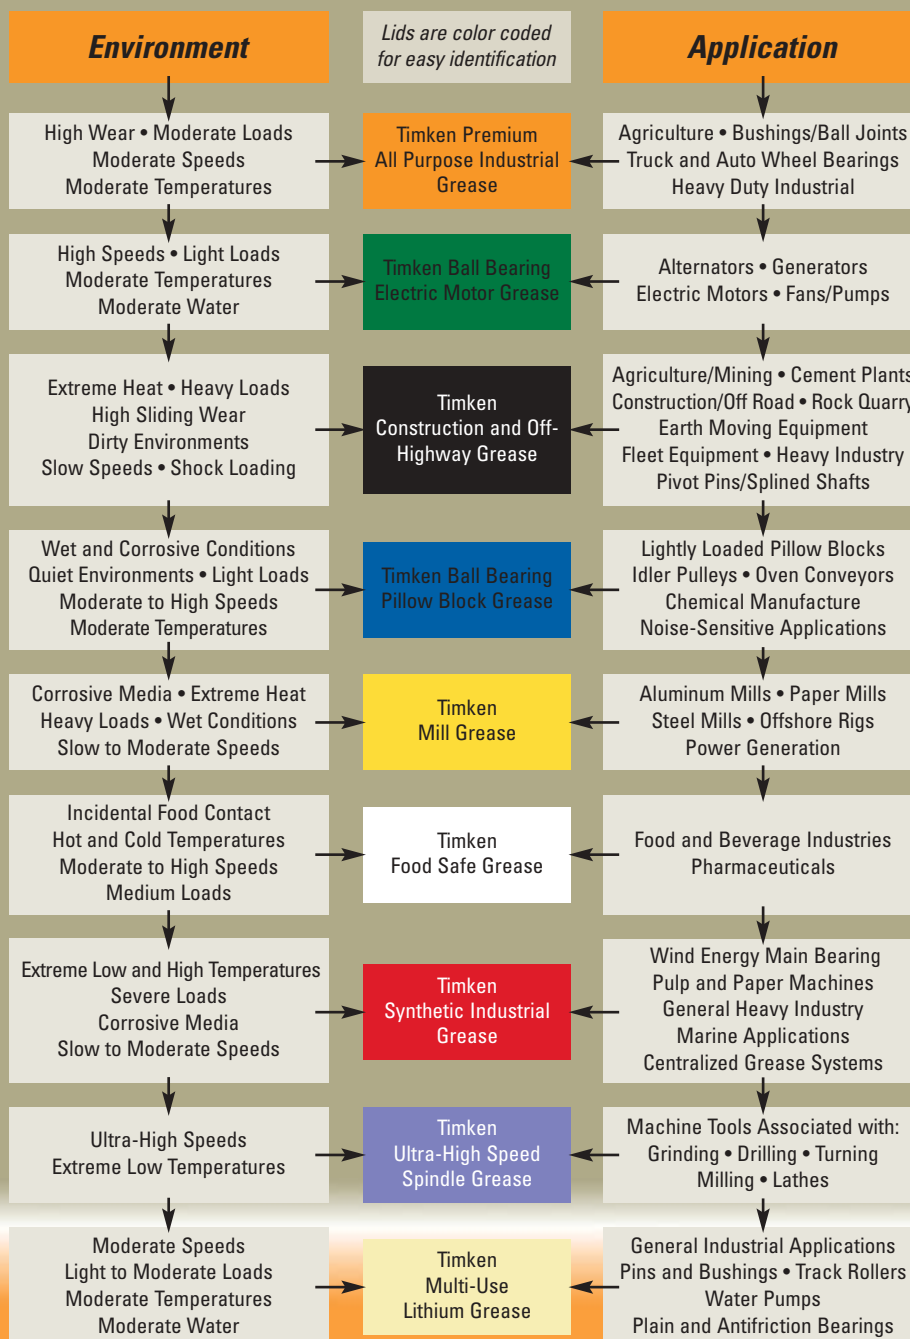 Environment
Lids are color coded
for easy identification
Application
High Wear • Moderate Loads
Moderate Speeds
Moderate Temperatures
Timken Premium
All Purpose Industrial
Grease
Agriculture • Bushings/Ball Joints
Truck and Auto Wheel Bearings
Heavy Duty Industrial
High Speeds • Light Loads
Moderate Temperatures
Moderate Water
Timken Ball Bearing
Electric Motor Grease
Alternators • Generators
Electric Motors • Fans/Pumps
Extreme Heat • Heavy Loads
High Sliding Wear
Dirty Environments
Slow Speeds • Shock Loading
Timken
Construction and Off-
Highway Grease
Agriculture/Mining • Cement Plants
Construction/Off Road • Rock Quarry
Earth Moving Equipment
Fleet Equipment • Heavy Industry
Pivot Pins/Splined Shafts
Wet and Corrosive Conditions
Quiet Environments • Light Loads
Moderate to High Speeds
Moderate Temperatures
Timken Ball Bearing
Pillow Block Grease
Lightly Loaded Pillow Blocks
Idler Pulleys • Oven Conveyors
Chemical Manufacture
Noise-Sensitive Applications
Corrosive Media • Extreme Heat
Heavy Loads • Wet Conditions
Slow to Moderate Speeds
Timken
Mill Grease
Aluminum Mills • Paper Mills
Steel Mills • Offshore Rigs
Power Generation
Incidental Food Contact
Hot and Cold Temperatures
Moderate to High Speeds
Medium Loads
Timken
Food Safe Grease
Food and Beverage Industries
Pharmaceuticals
Extreme Low and High Temperatures
Severe Loads
Corrosive Media
Slow to Moderate Speeds
Timken
Synthetic Industrial
Grease
Wind Energy Main Bearing
Pulp and Paper Machines
General Heavy Industry
Marine Applications
Centralized Grease Systems
Ultra-High Speeds
Extreme Low Temperatures
Timken
Ultra-High Speed
Spindle Grease
Machine Tools Associated with:
Grinding • Drilling • Turning
Milling • Lathes
Moderate Speeds
Light to Moderate Loads
Moderate Temperatures
Moderate Water
Timken
Multi-Use
Lithium Grease
General Industrial Applications
Pins and Bushings • Track Rollers
Water Pumps
Plain and Antifriction Bearings